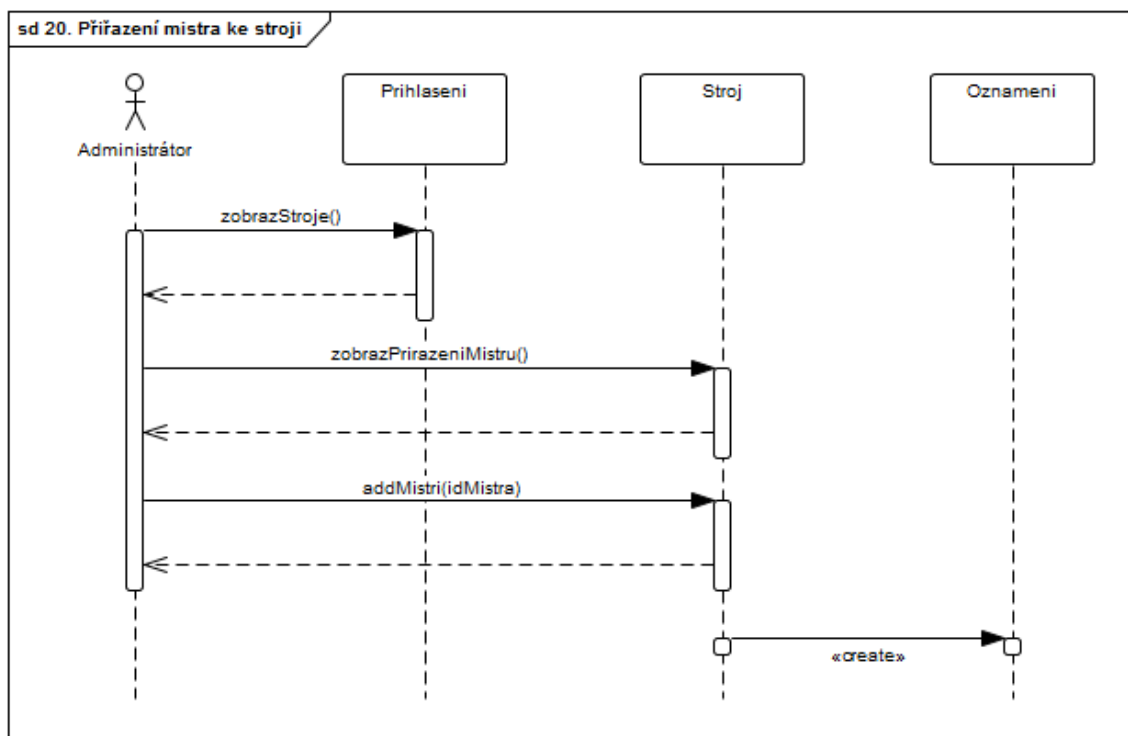 sd 20. Přiřazení mistra ke stroji
Prihlaseni
Stroj
Oznameni
Administrátor
zobrazStroje()
zobrazPrirazeniMistru()
addMistri(idMistra)
«create»